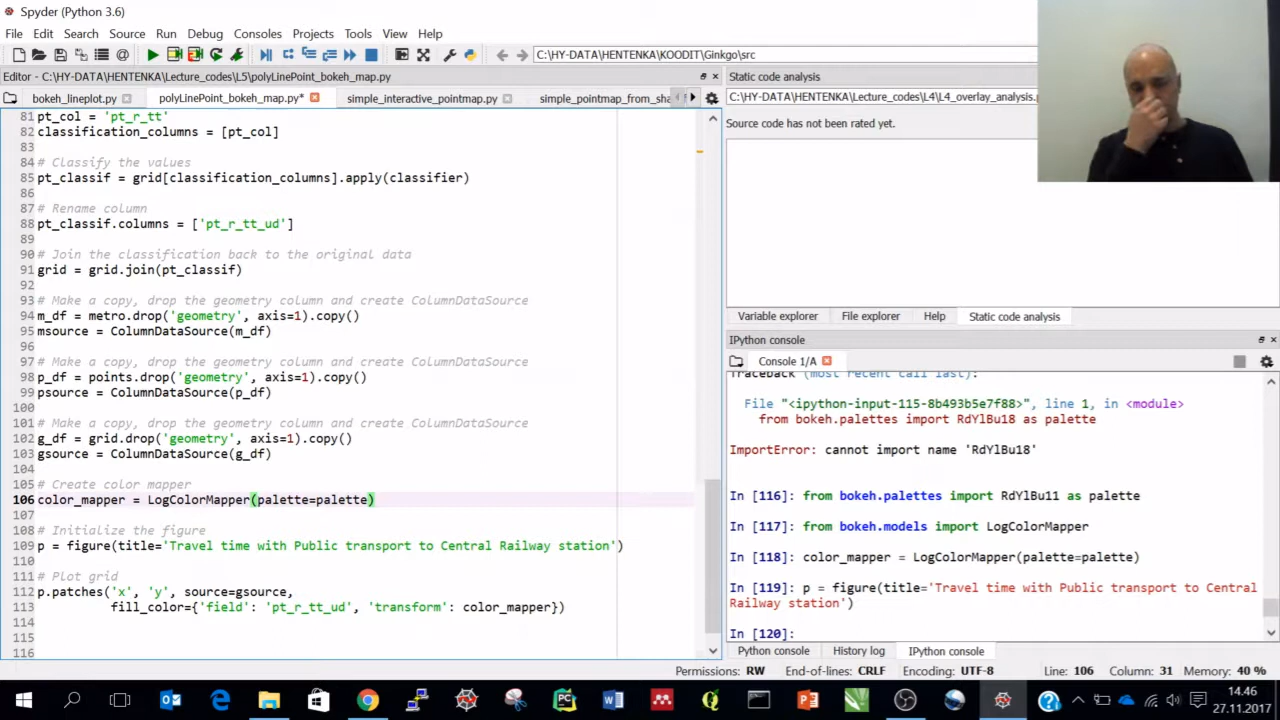 Spyder (Python 3.6)
File Edit Search Source Run Debug Consoles Projects Tools View Help
C:\HY-DATA\HENTENKA\KOODIT\Ginkgo\src
Editor - C:\HY-DATA\HENTENKA\Lecture_codes\L5\polyLinePoint_bokeh_map.py
bokeh_lineplot.py polyLinePoint_bokeh_map.py* simple_interactive_pointmap.py simple_pointmap_from_sha
81 pt_col = 'pt_r_tt'
82 classification_columns = [pt_col]
83
84 # Classify the values
85 pt_classif = grid[classification_columns].apply(classifier)
86
87 # Rename column
88 pt_classif.columns = ['pt_r_tt_ud']
89
90 # Join the classification back to the original data
91 grid = grid.join(pt_classif)
92
93 # Make a copy, drop the geometry column and create ColumnDataSource
94 m_df = metro.drop('geometry', axis=1).copy()
95 msource = ColumnDataSource(m_df)
96
97 # Make a copy, drop the geometry column and create ColumnDataSource
98 p_df = points.drop('geometry', axis=1).copy()
99 psource = ColumnDataSource(p_df)
100
101 # Make a copy, drop the geometry column and create ColumnDataSource
102 g_df = grid.drop('geometry', axis=1).copy()
103 gsource = ColumnDataSource(g_df)
104
105 # Create color mapper
106 color_mapper = LogColorMapper(palette=palette)
107
108 # Initialize the figure
109 p = figure(title='Travel time with Public transport to Central Railway station')
110
111 # Plot grid
112 p.patches('x', 'y', source=gsource,
113 fill_color={'field': 'pt_r_tt_ud', 'transform': color_mapper})
114
115
116
Static code analysis
C:\HY-DATA\HENTENKA\Lecture_codes\L4\L4_overlay_analysis.p
Source code has not been rated yet.
Variable explorer File explorer Help Static code analysis
IPython console
Console 1/A
Traceback (most recent call last):
File "<ipython-input-115-8b493b5e7f88>", line 1, in <module>
from bokeh.palettes import RdYlBu18 as palette
ImportError: cannot import name 'RdYlBu18'
In [116]: from bokeh.palettes import RdYlBu11 as palette
In [117]: from bokeh.models import LogColorMapper
In [118]: color_mapper = LogColorMapper(palette=palette)
In [119]: p = figure(title='Travel time with Public transport to Central
Railway station')
In [120]:
Python console History log IPython console
Permissions: RW End-of-lines: CRLF Encoding: UTF-8 Line: 106 Column: 31 Memory: 40 %
14.46
27.11.2017